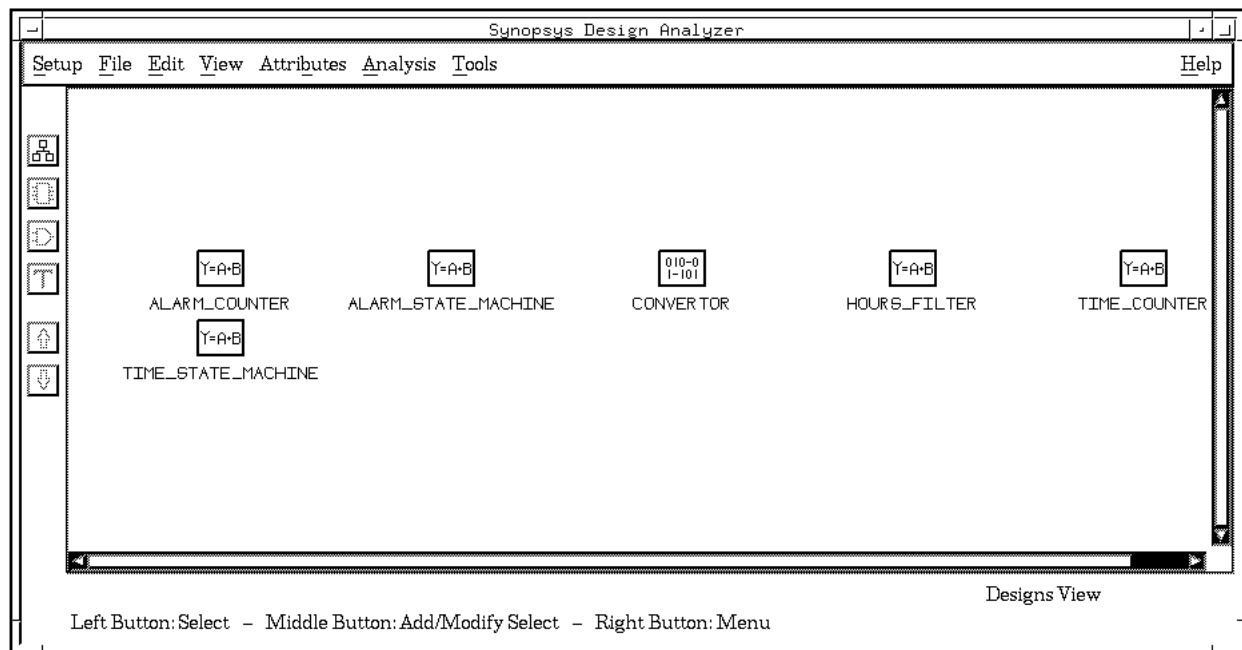 Synopsys Design Analyzer
Setup File Edit View Attributes Analysis Tools Help
Y=A+B Y=A+B 010-0 Y=A+B Y=A+B
1-101
ALARM_COUNTER ALARM_STATE_MACHINE CONVERTOR HOURS_FILTER TIME_COUNTER
Y=A+B
TIME_STATE_MACHINE
T
Designs View
Left Button: Select – Middle Button: Add/Modify Select – Right Button: Menu